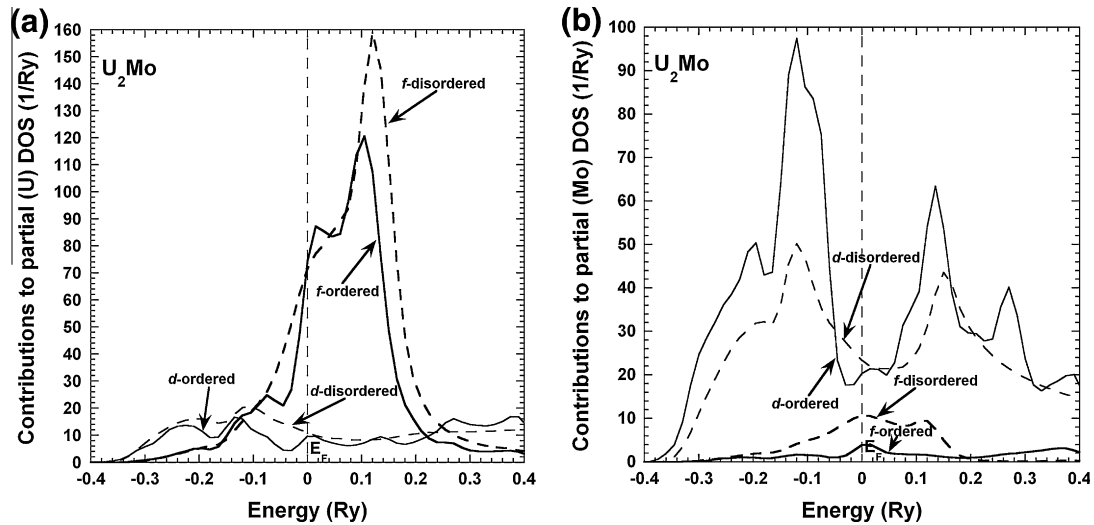 (a)
Contributions to partial (U) DOS (1/Ry)
160
150
140
130
120
110
100
90
80
70
60
50
40
30
20
10
0
U2Mo
f-disordered
f-ordered
d-ordered
d-disordered
EF
-0.4 -0.3 -0.2 -0.1 0 0.1 0.2 0.3 0.4
Energy (Ry)
(b)
Contributions to partial (Mo) DOS (1/Ry)
100
90
80
70
60
50
40
30
20
10
0
U2Mo
d-disordered
d-ordered
f-disordered
f-ordered
EF
-0.4 -0.3 -0.2 -0.1 0 0.1 0.2 0.3 0.4
Energy (Ry)